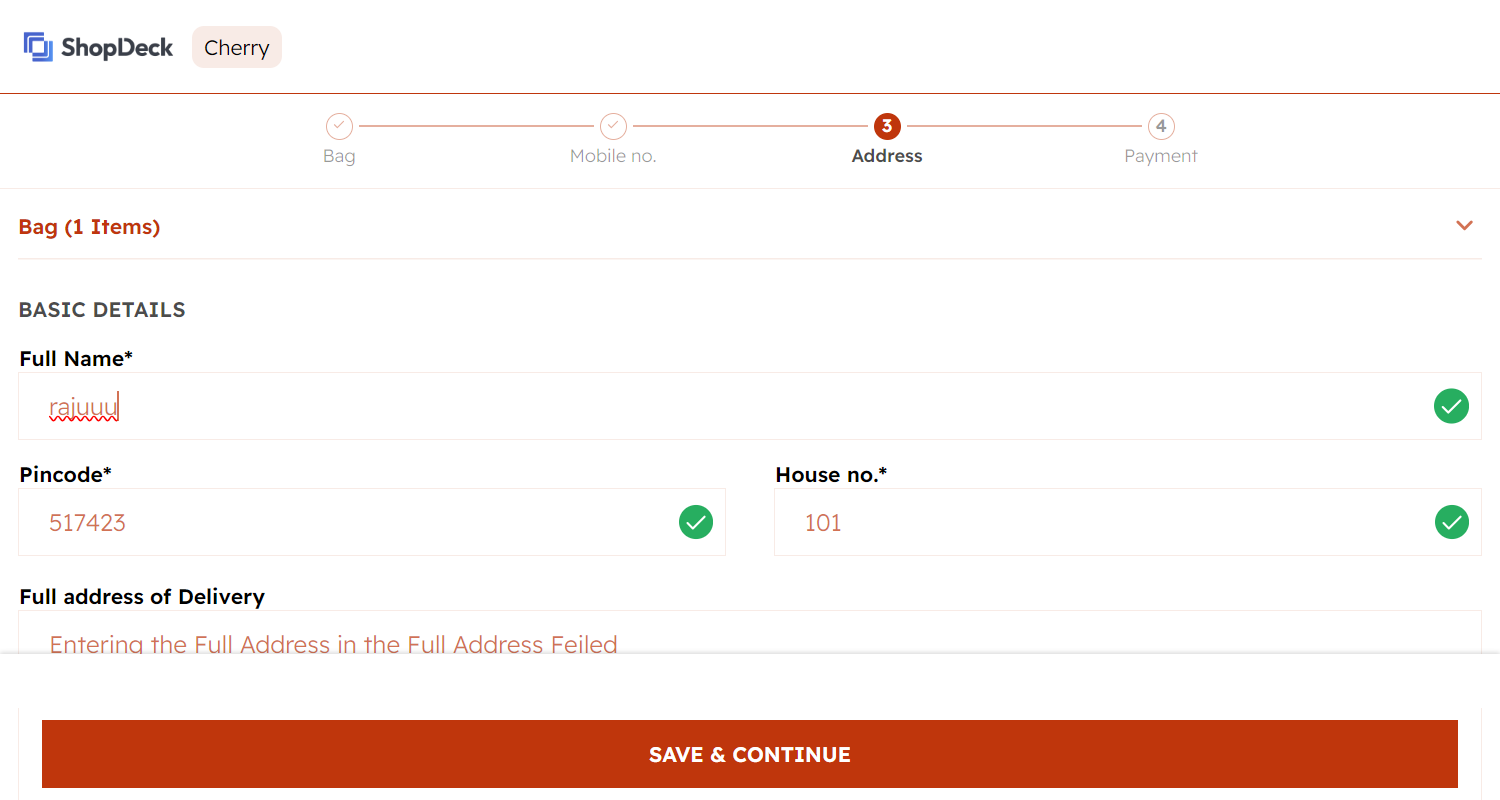 ShopDeck Cherry
3 4
Bag Mobile no. Address Payment
Bag (1 Items)
BASIC DETAILS
Full Name*
rajuuu
Pincode* House no.*
517423 101
Full address of Delivery
Entering the Full Address in the Full Address Feiled
SAVE & CONTINUE